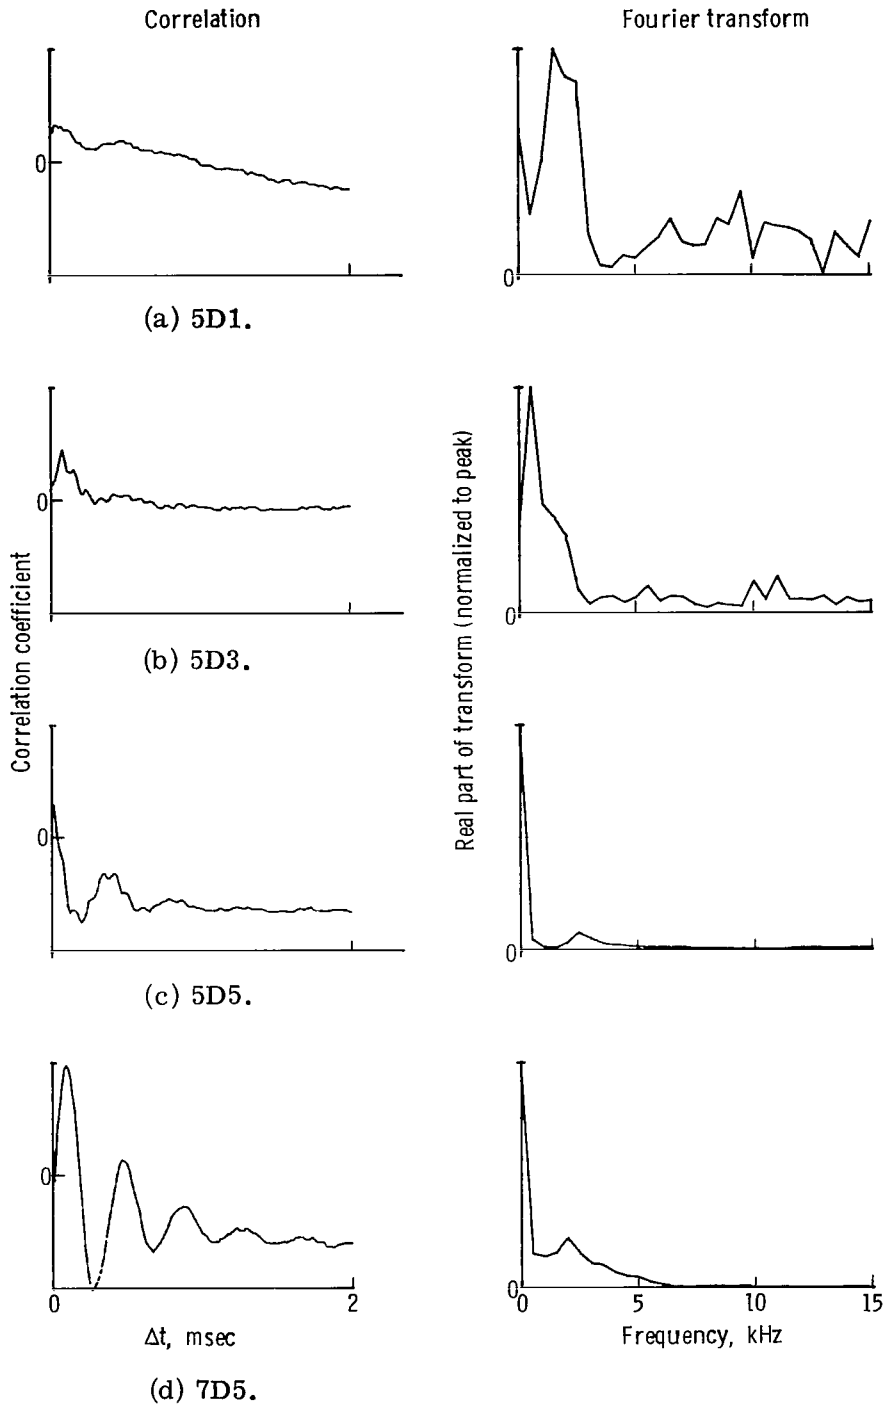 Correlation
Fourier transform
0
0
(a) 5D1.
0
0
(b) 5D3.
Correlation coefficient
Real part of transform (normalized to peak)
0
0
(c) 5D5.
0
0
0
2
0
5
10
15
Δt, msec
Frequency, kHz
(d) 7D5.